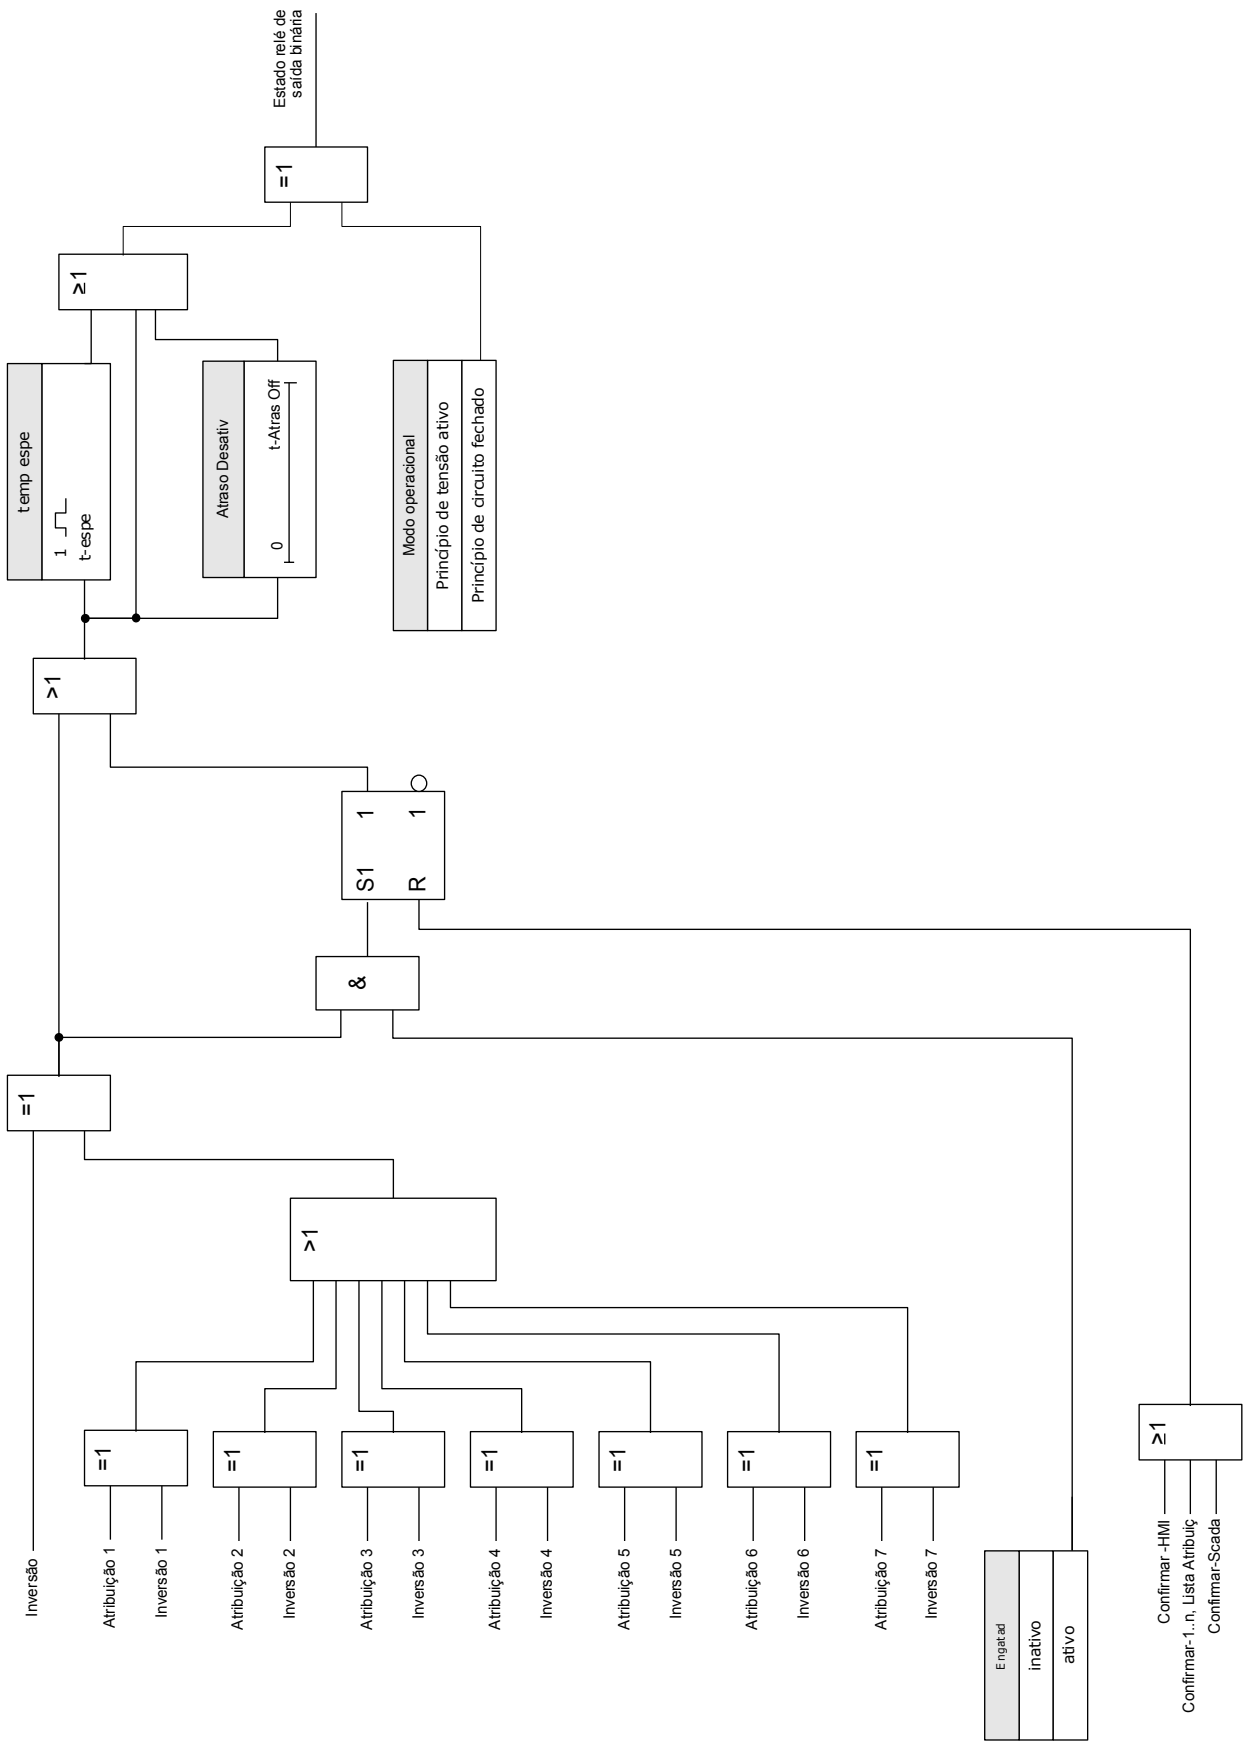 Inversão
Atribuição 1
Inversão 1
Atribuição 2
Inversão 2
Atribuição 3
Inversão 3
Atribuição 4
Inversão 4
Atribuição 5
Inversão 5
Atribuição 6
Inversão 6
Atribuição 7
Inversão 7
=1
=1
=1
=1
=1
=1
=1
>1
=1
Engatad
inativo
ativo
Confirmar -HMI
Confirmar-1..n, Lista Atribuiç
Confirmar-Scada
≥1
&
S1 1
R 1
>1
temp espe
1
t-espe
Atraso Desativ
0 t-Atras Off
Modo operacional
Princípio de tensão ativo
Princípio de circuito fechado
≥1
=1
Estado relé de
saída binária